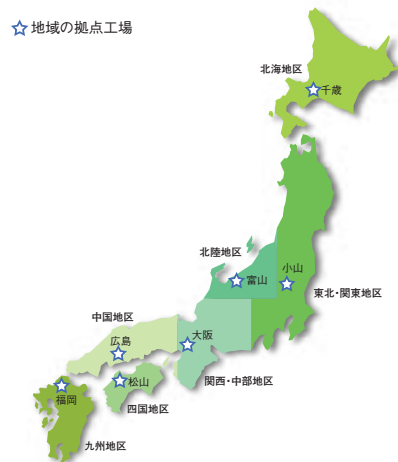 地域の拠点工場
北海地区
千歳
北陸地区
富山
小山
東北・関東地区
中国地区
広島
大阪
松山
関西・中部地区
福岡
四国地区
九州地区